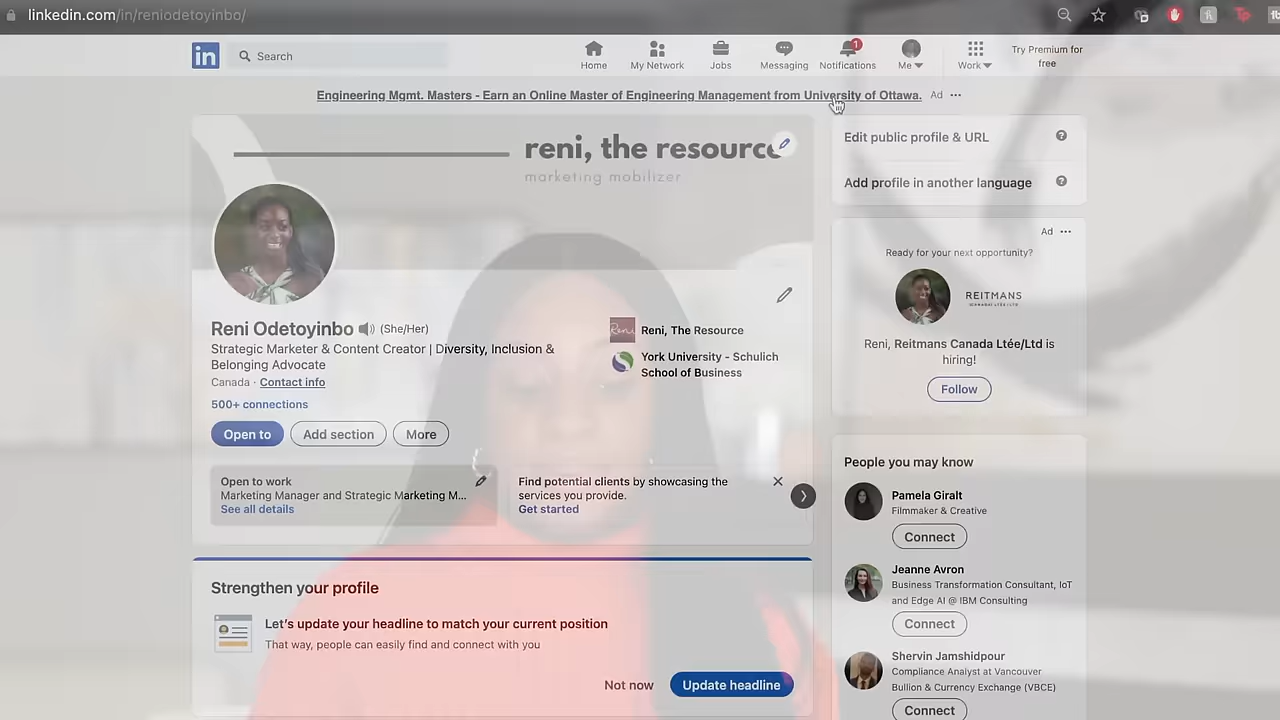 linkedin.com/in/reniodetoyinbo/
in
Search
Home
My Network
Jobs
Messaging
1
Notifications
Me
Work
Try Premium for
free
Engineering Mgmt. Masters - Earn an Online Master of Engineering Management from University of Ottawa.
Ad
reni, the resource
marketing mobilizer
Edit public profile & URL
Add profile in another language
Reni Odetoyinbo
(She/Her)
Strategic Marketer & Content Creator | Diversity, Inclusion &
Belonging Advocate
Canada · Contact info
500+ connections
Reni, The Resource
York University - Schulich
School of Business
Open to
Add section
More
Open to work
Marketing Manager and Strategic Marketing M...
See all details
Find potential clients by showcasing the
services you provide.
Get started
Strengthen your profile
Let's update your headline to match your current position
That way, people can easily find and connect with you
Not now
Update headline
Ad
Ready for your next opportunity?
REITMANS
Reni, Reitmans Canada Ltée/Ltd is
hiring!
Follow
People you may know
Pamela Giralt
Filmmaker & Creative
Connect
Jeanne Avron
Business Transformation Consultant, IoT
and Edge AI @ IBM Consulting
Connect
Shervin Jamshidpour
Compliance Analyst at Vancouver
Bullion & Currency Exchange (VBCE)
Connect